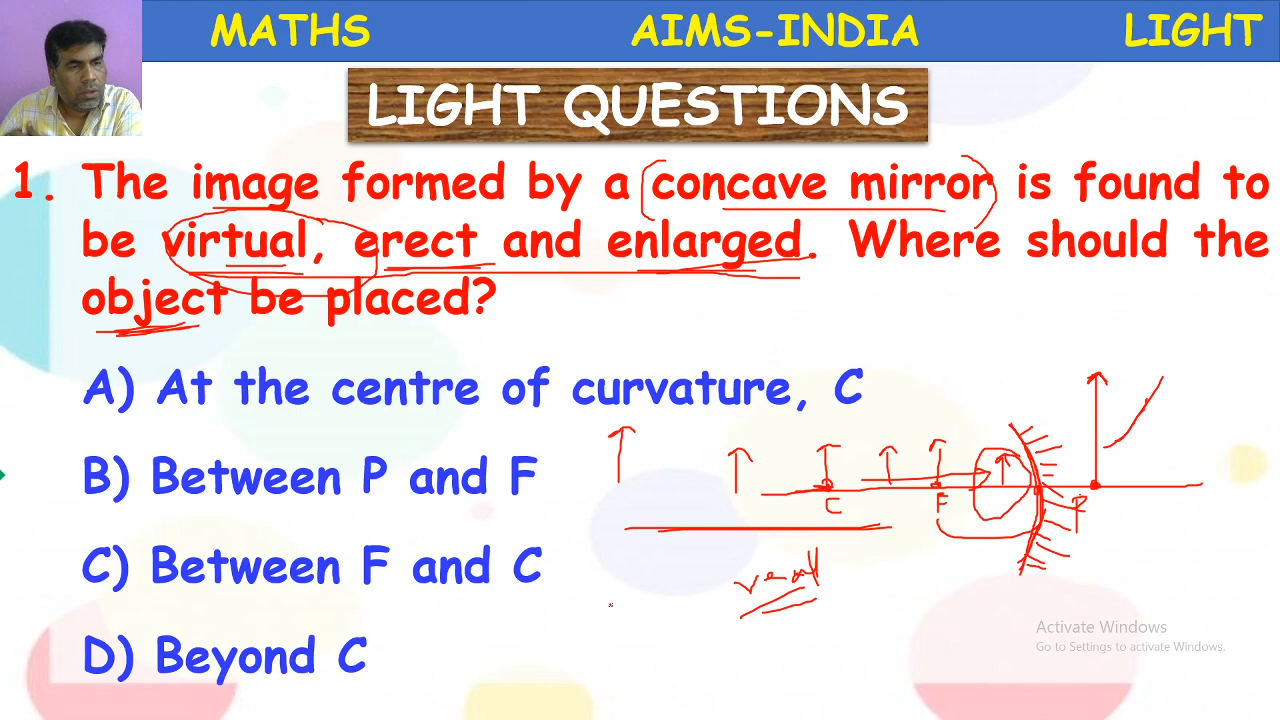 MATHS AIMS-INDIA LIGHT
LIGHT QUESTIONS
1. The image formed by a concave mirror is found to
be virtual, erect and enlarged. Where should the
object be placed?
A) At the centre of curvature, C
B) Between P and F
C) Between F and C
D) Beyond C
C F P
real
Activate Windows
Go to Settings to activate Windows.